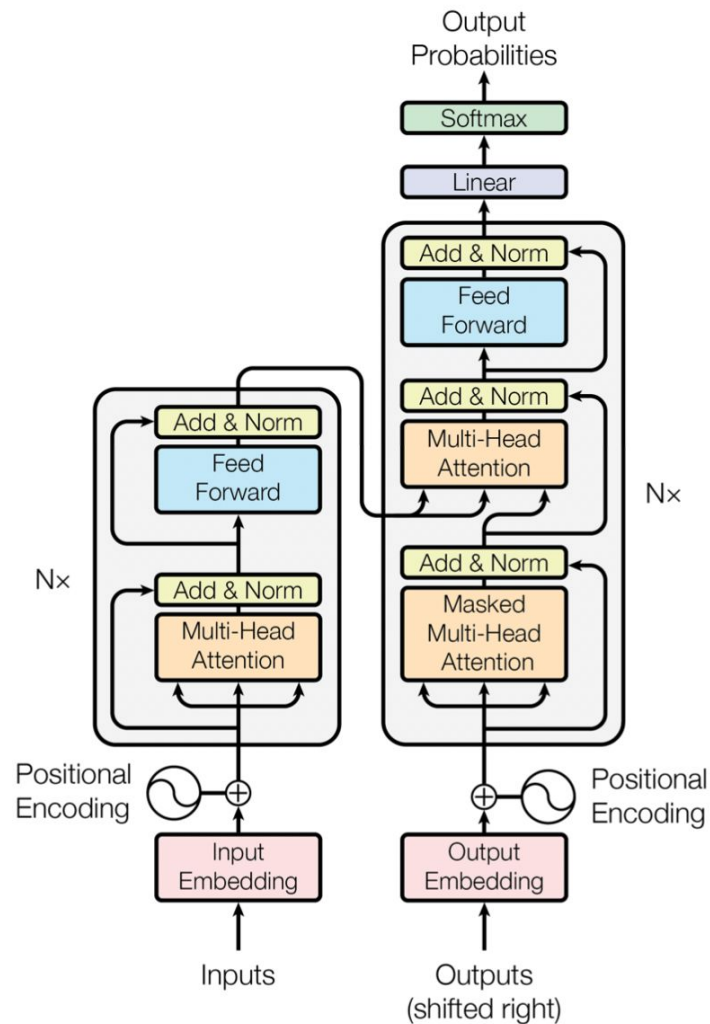 Output
Probabilities
Softmax
Linear
Add & Norm
Feed
Forward
Add & Norm
Multi-Head
Attention
Nx
Add & Norm
Masked
Multi-Head
Attention
Add & Norm
Feed
Forward
Nx
Add & Norm
Multi-Head
Attention
Positional
Encoding
Positional
Encoding
Input
Embedding
Output
Embedding
Inputs
Outputs
(shifted right)